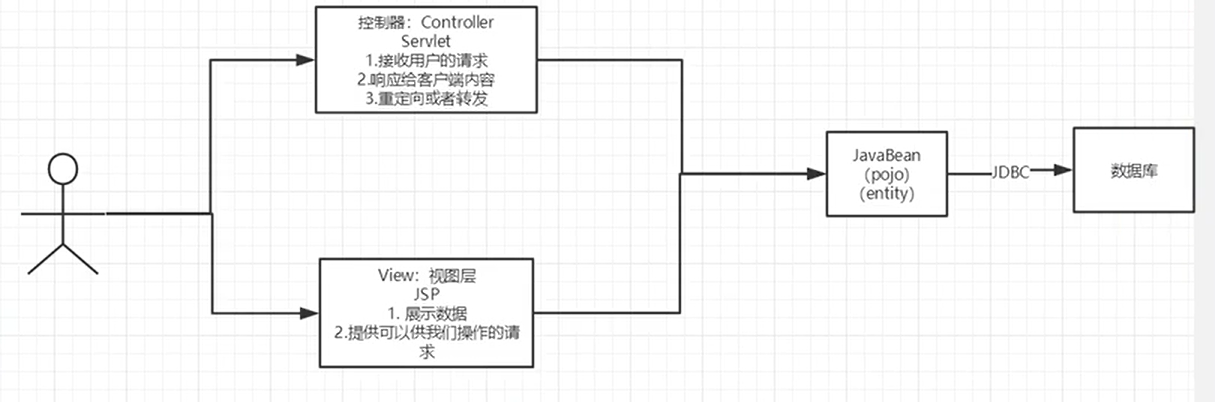 控制器：Controller
Servlet
1.接收用户的请求
2.响应给客户端内容
3.重定向或者转发
View：视图层
JSP
1. 展示数据
2.提供可以供我们操作的请
求
JavaBean
（pojo）
（entity）
JDBC
数据库